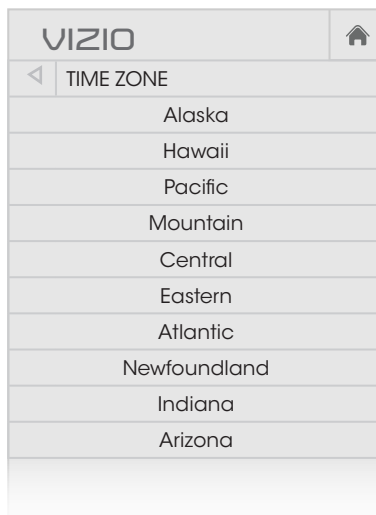 VIZIO
TIME ZONE
Alaska
Hawaii
Pacific
Mountain
Central
Eastern
Atlantic
Newfoundland
Indiana
Arizona